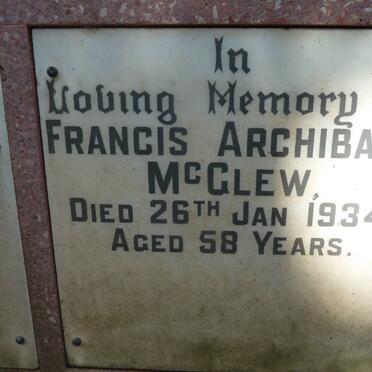 In
Loving Memory
FRANCIS ARCHIBA
McGLEW,
DIED 26TH JAN 1934
AGED 58 YEARS.